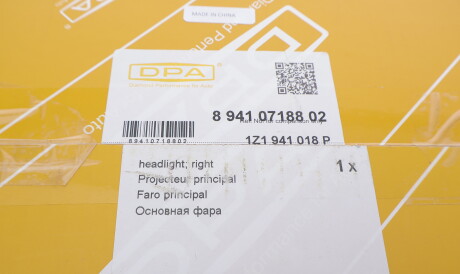 MADE IN CHINA
DPA
8 941 07188 02
89410718802
1Z1 941 018 P
headlight; right
1 x
Projecteur principal
Faro principal
Основная фара